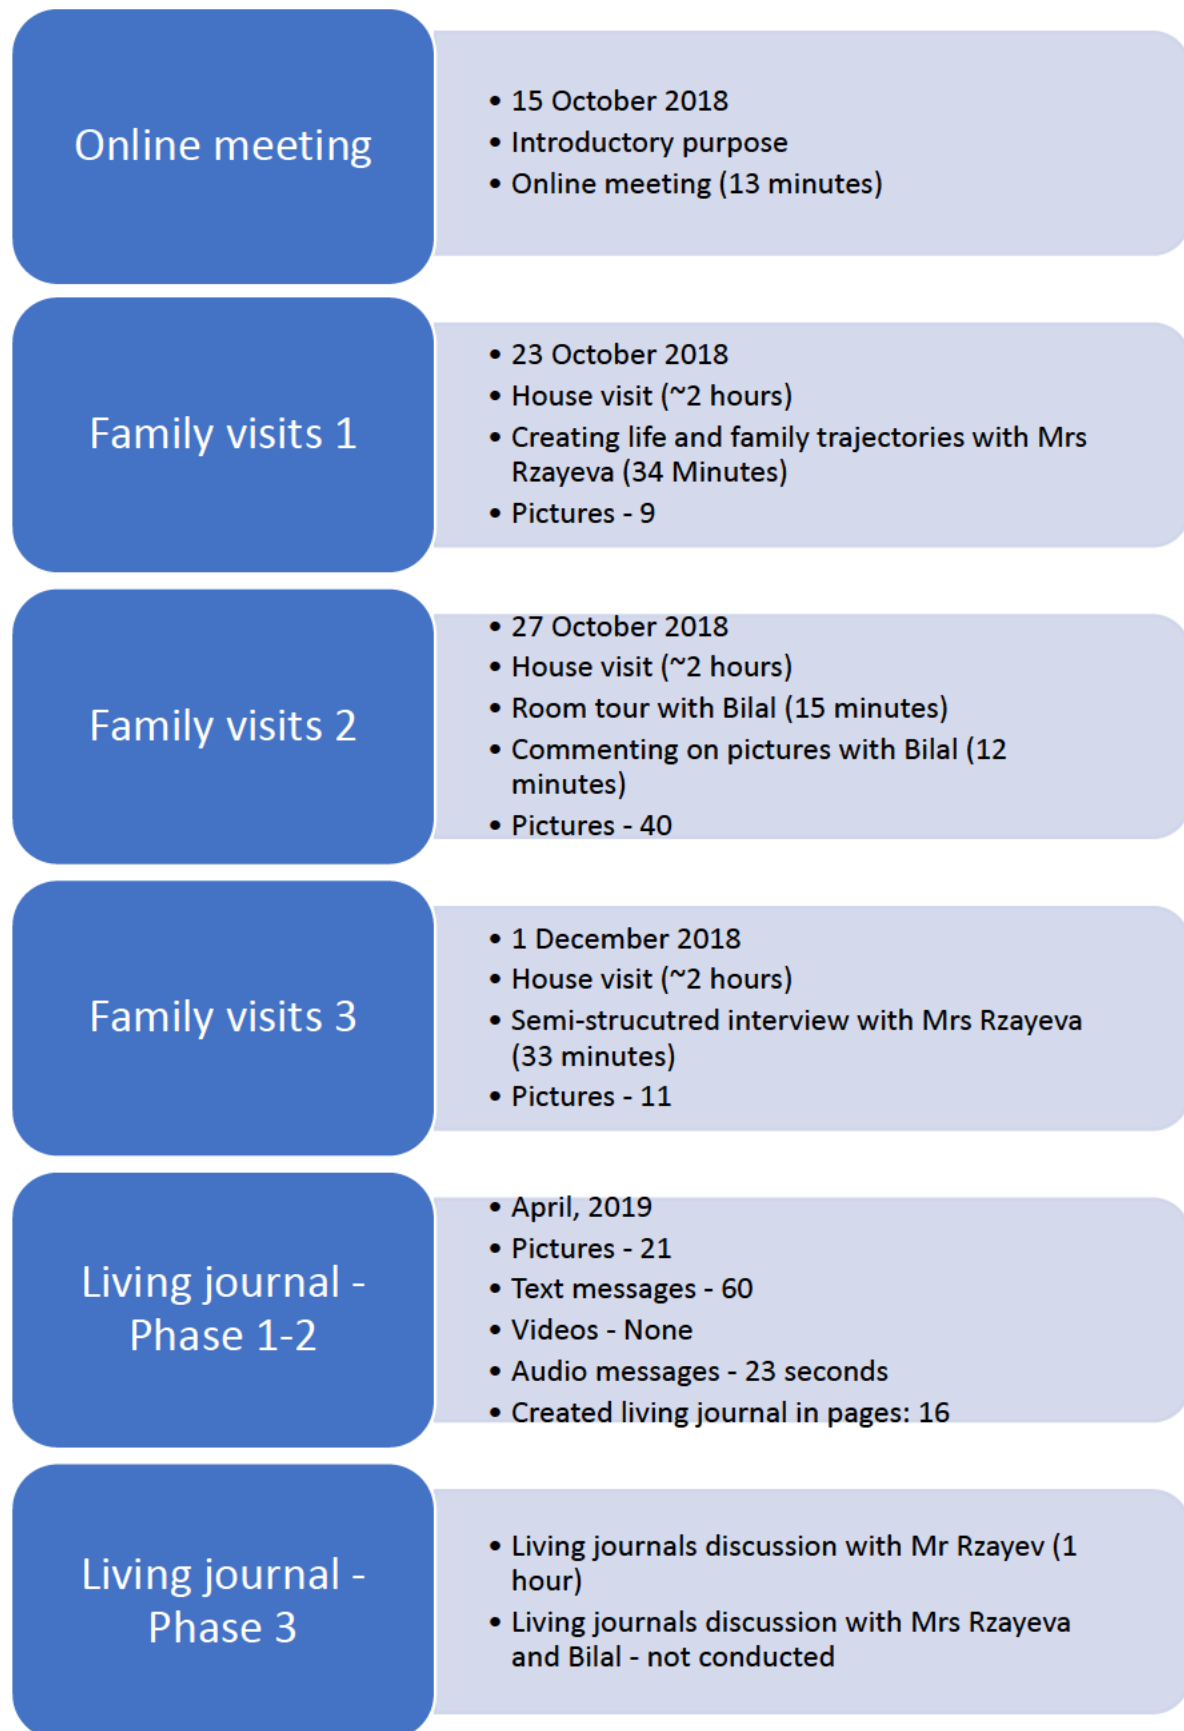 Online meeting
• 15 October 2018
• Introductory purpose
• Online meeting (13 minutes)
Family visits 1
• 23 October 2018
• House visit (~2 hours)
• Creating life and family trajectories with Mrs
Rzayeva (34 Minutes)
• Pictures - 9
Family visits 2
• 27 October 2018
• House visit (~2 hours)
• Room tour with Bilal (15 minutes)
• Commenting on pictures with Bilal (12
minutes)
• Pictures - 40
Family visits 3
• 1 December 2018
• House visit (~2 hours)
• Semi-strucutred interview with Mrs Rzayeva
(33 minutes)
• Pictures - 11
Living journal -
Phase 1-2
• April, 2019
• Pictures - 21
• Text messages - 60
• Videos - None
• Audio messages - 23 seconds
• Created living journal in pages: 16
Living journal -
Phase 3
• Living journals discussion with Mr Rzayev (1
hour)
• Living journals discussion with Mrs Rzayeva
and Bilal - not conducted